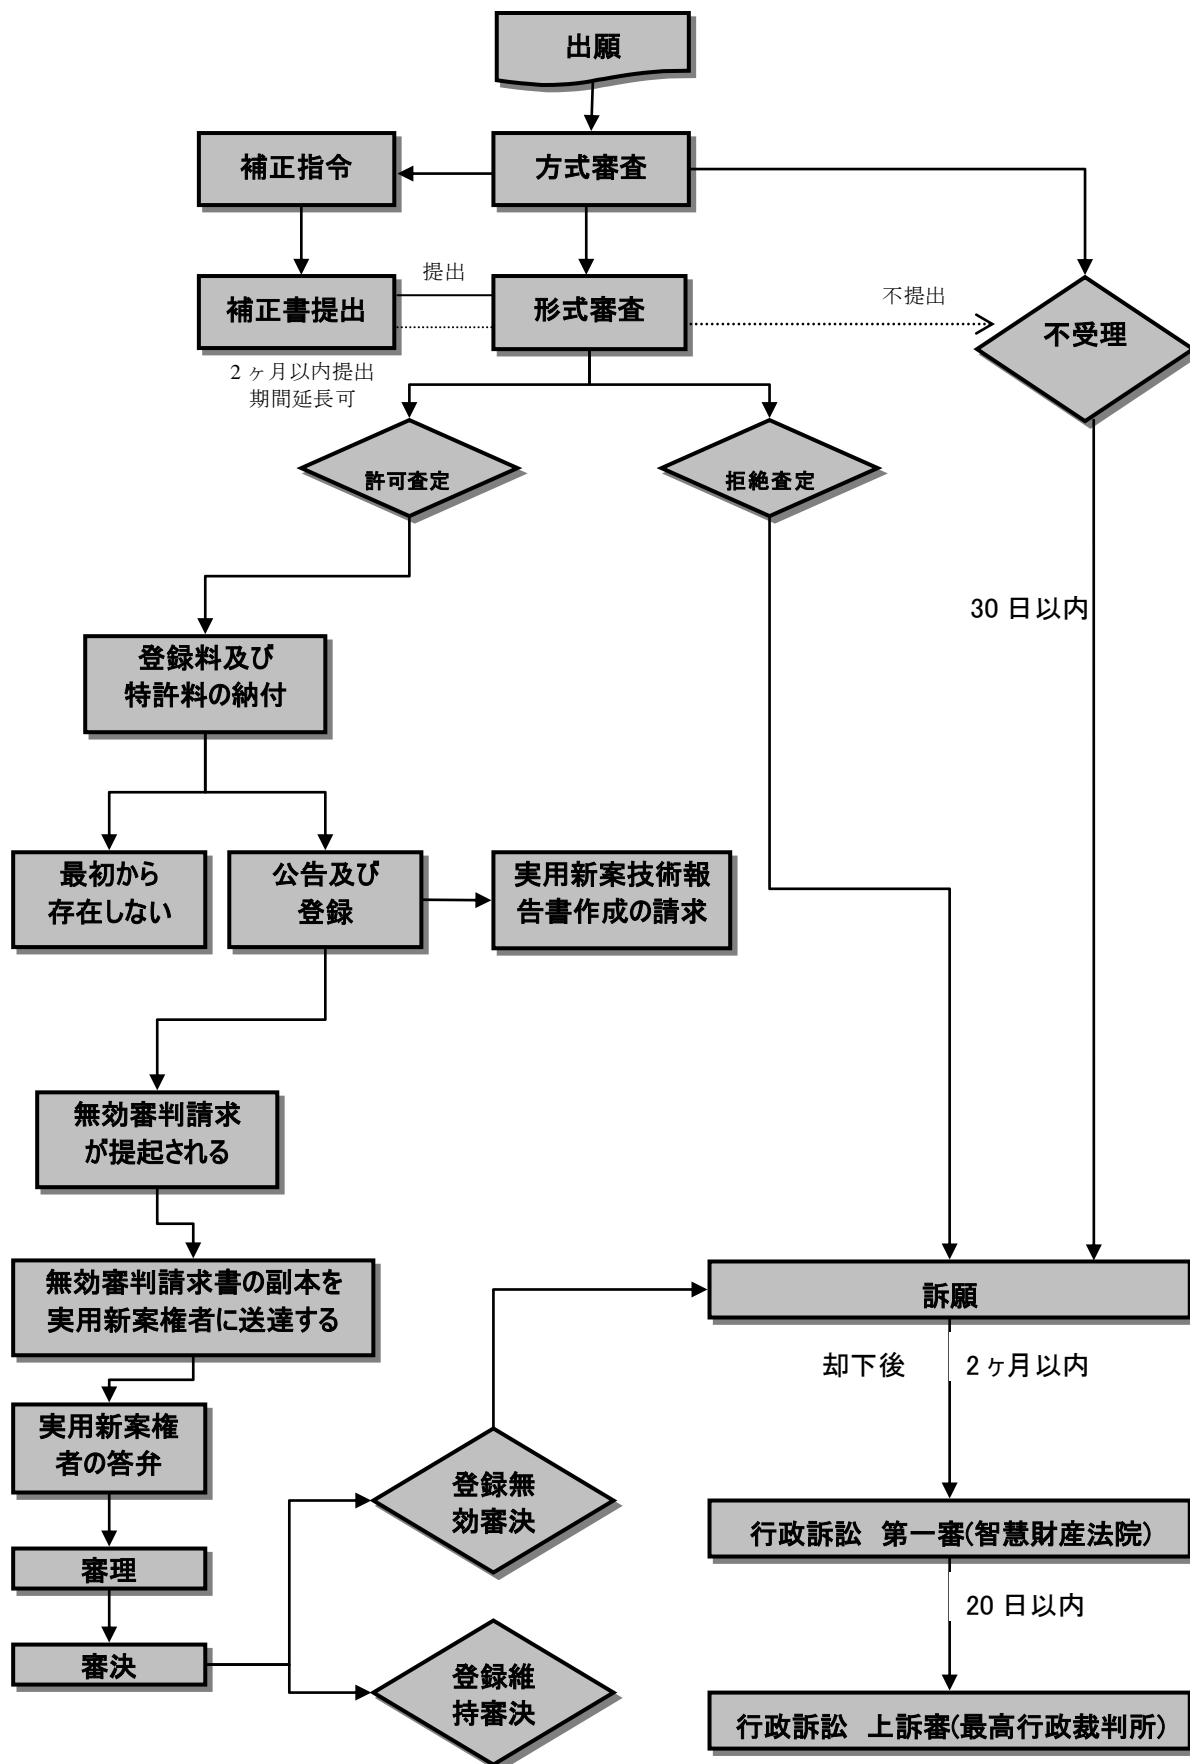 出願
補正指令
方式審査
補正書提出
提出
形式審査
不提出
不受理
2ヶ月以内提出
期間延長可
許可査定
拒絶査定
30日以内
登録料及び
特許料の納付
最初から
存在しない
公告及び
登録
実用新案技術報
告書作成の請求
無効審判請求
が提起される
無効審判請求書の副本を
実用新案権者に送達する
訴願
却下後
2ヶ月以内
実用新案権
者の答弁
登録無
効審決
行政訴訟 第一審(智慧財産法院)
審理
20日以内
審決
登録維
持審決
行政訴訟 上訴審(最高行政裁判所)